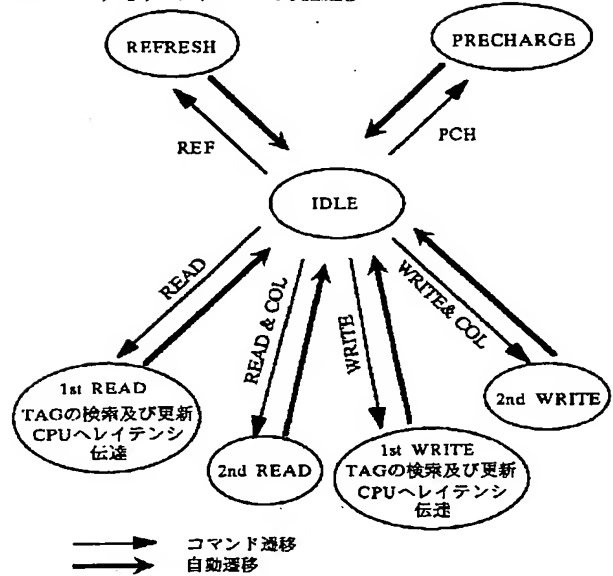 REFRESH
PRECHARGE
REF
PCH
IDLE
READ
READ & COL
WRITE
WRITE& COL
1st READ
TAGの検索及び更新
CPUへレイテンシ
伝達
2nd READ
1st WRITE
TAGの検索及び更新
CPUへレイテンシ
伝達
2nd WRITE
コマンド遷移
自動遷移